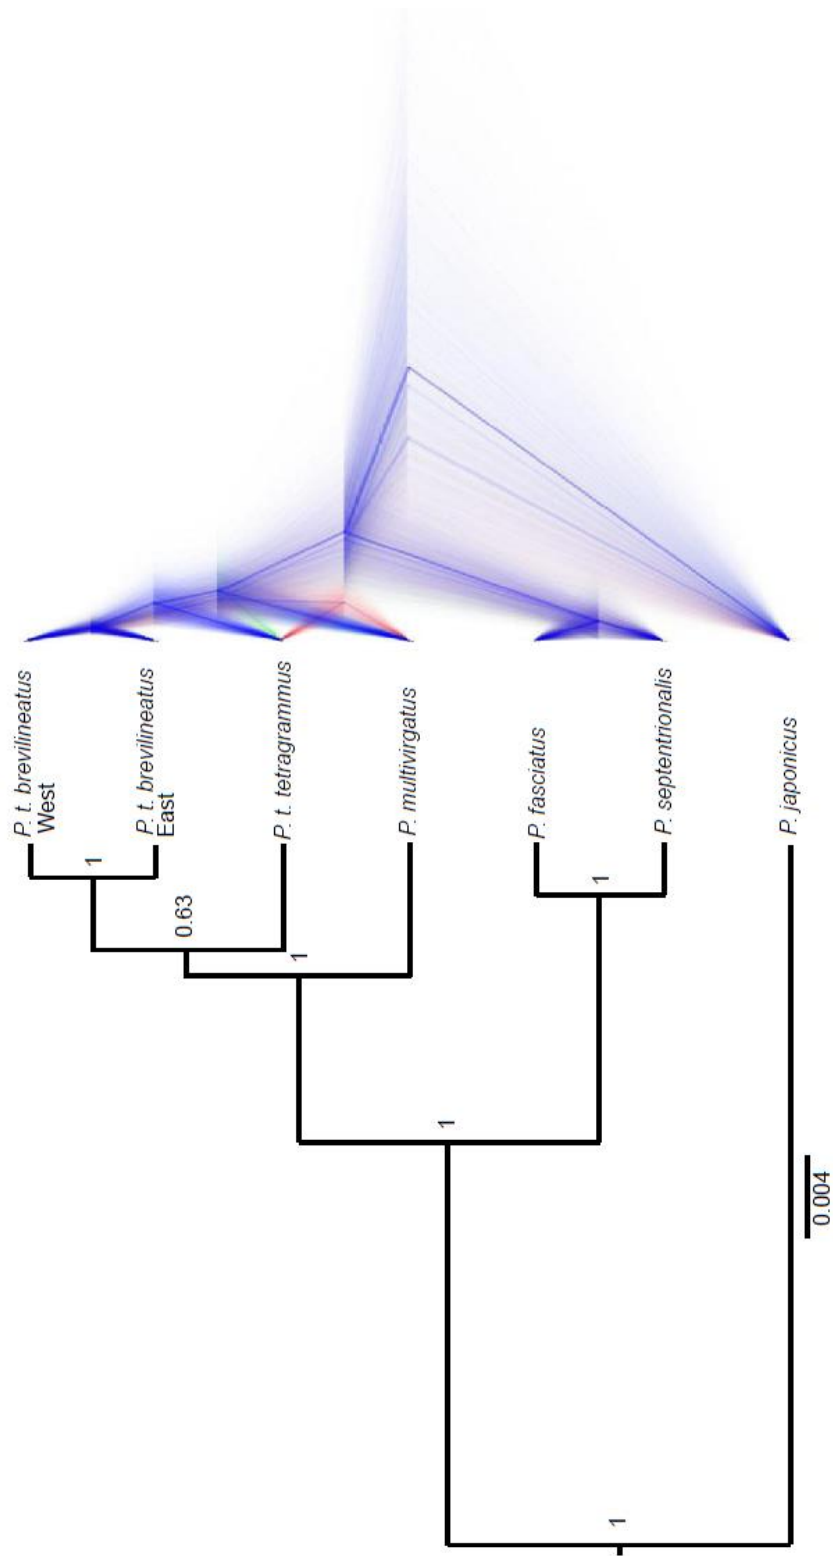 P. t. brevilineatus
West
P. t. brevilineatus
East
P. t. tetragrammus
P. multivirgatus
P. fasciatus
P. septentrionalis
P. japonicus
1
0.63
1
1
1
1
0.004